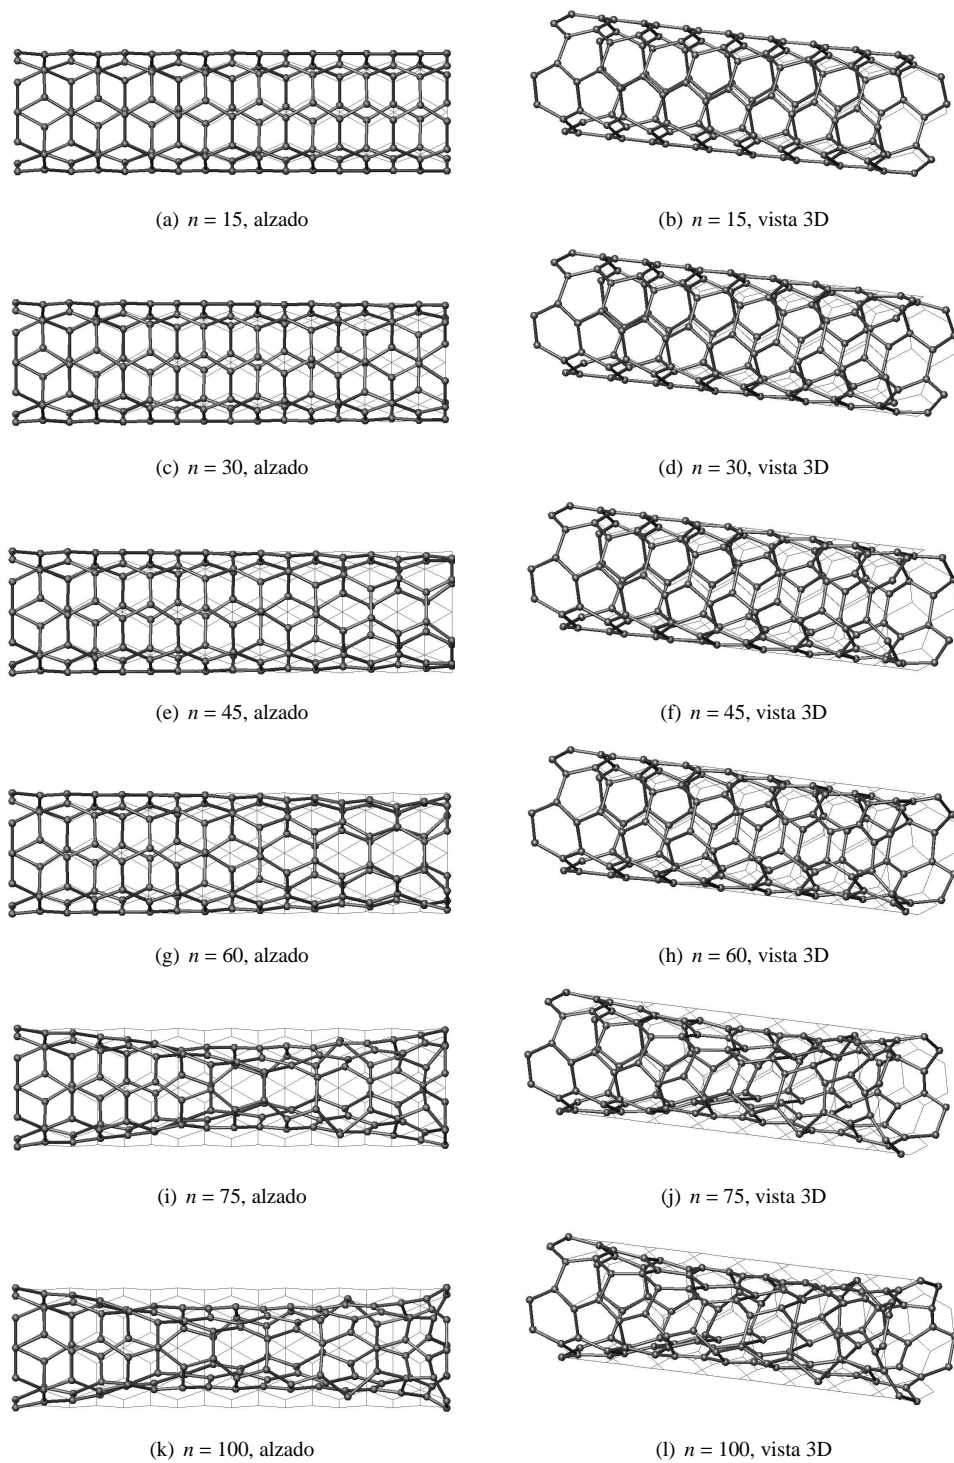 (a) n = 15, alzado
(b) n = 15, vista 3D
(c) n = 30, alzado
(d) n = 30, vista 3D
(e) n = 45, alzado
(f) n = 45, vista 3D
(g) n = 60, alzado
(h) n = 60, vista 3D
(i) n = 75, alzado
(j) n = 75, vista 3D
(k) n = 100, alzado
(l) n = 100, vista 3D